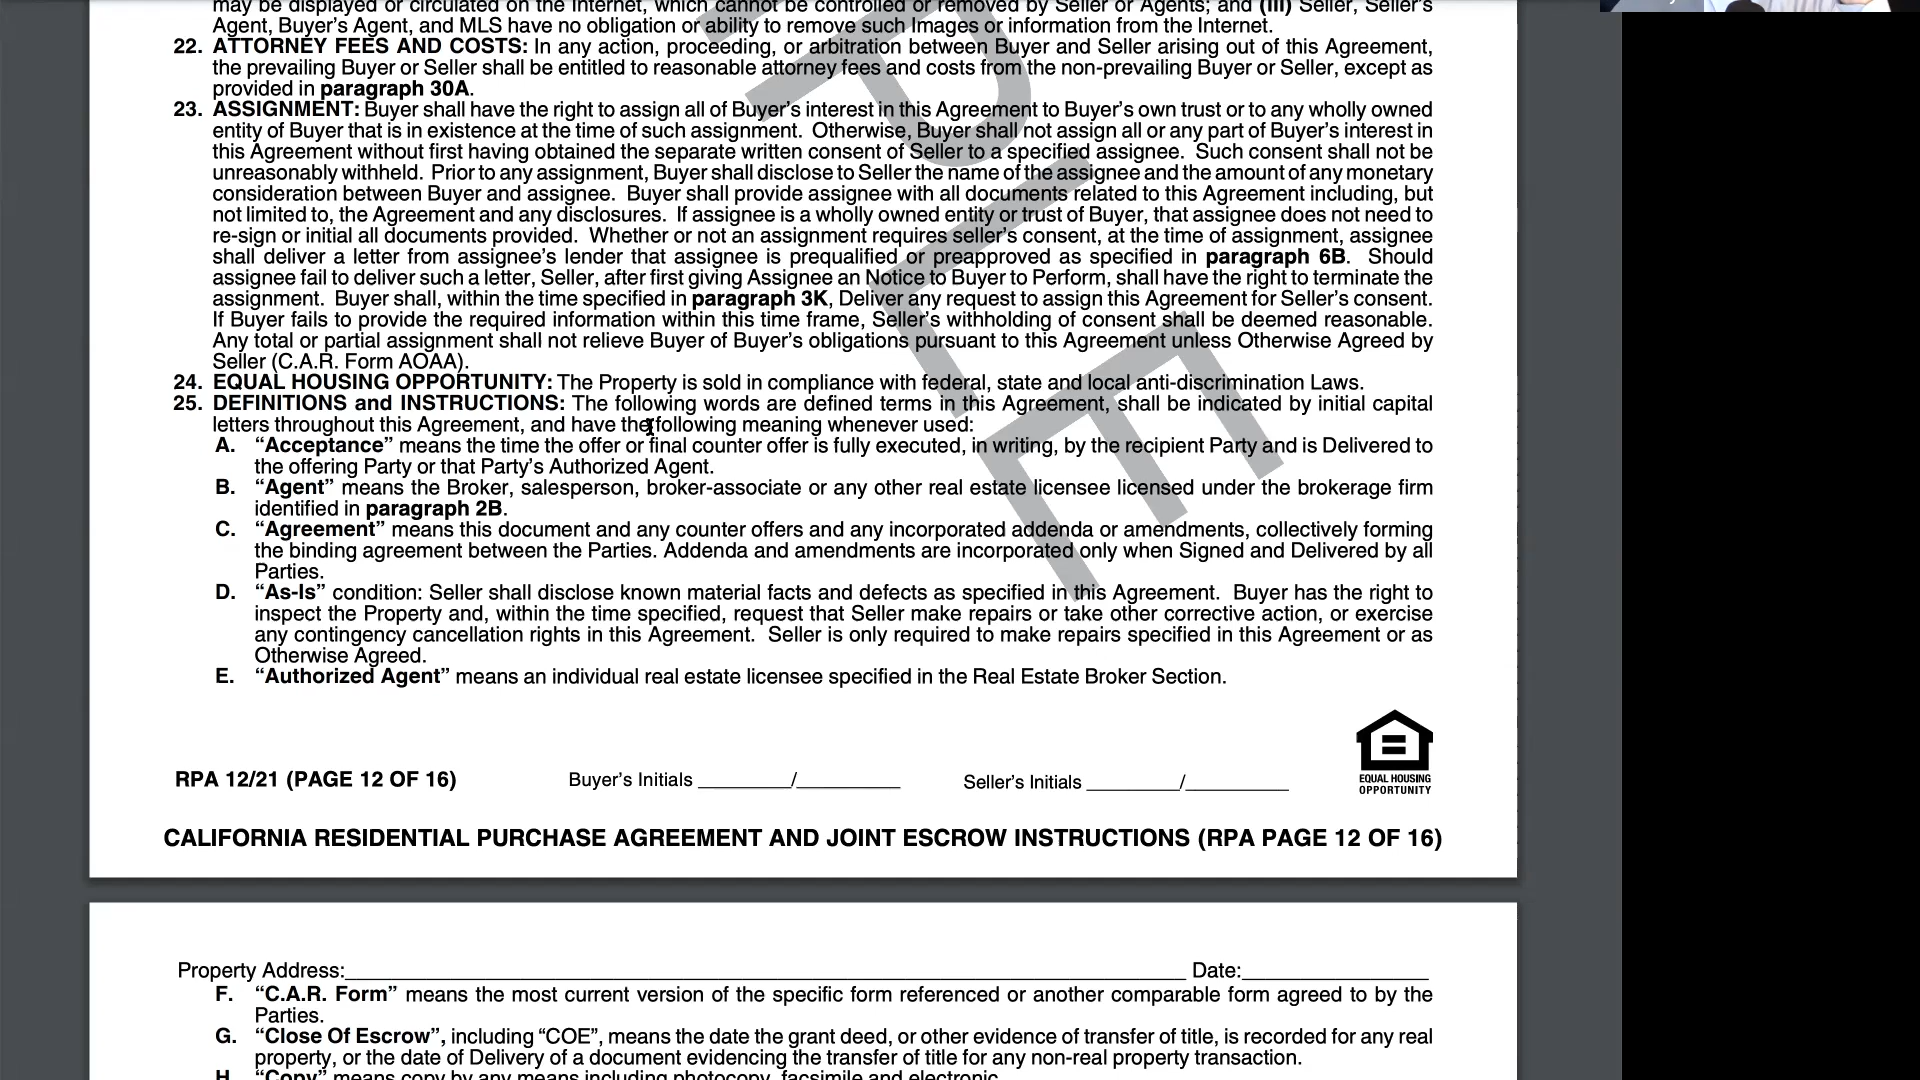 may be displayed or circulated on the Internet, which cannot be controlled or removed by Seller or Agents; and (iii) Seller, Seller's
Agent, Buyer's Agent, and MLS have no obligation or ability to remove such Images or information from the Internet.
22. ATTORNEY FEES AND COSTS: In any action, proceeding, or arbitration between Buyer and Seller arising out of this Agreement,
the prevailing Buyer or Seller shall be entitled to reasonable attorney fees and costs from the non-prevailing Buyer or Seller, except as
provided in paragraph 30A.
23. ASSIGNMENT: Buyer shall have the right to assign all of Buyer's interest in this Agreement to Buyer's own trust or to any wholly owned
entity of Buyer that is in existence at the time of such assignment. Otherwise, Buyer shall not assign all or any part of Buyer's interest in
this Agreement without first having obtained the separate written consent of Seller to a specified assignee. Such consent shall not be
unreasonably withheld. Prior to any assignment, Buyer shall disclose to Seller the name of the assignee and the amount of any monetary
consideration between Buyer and assignee. Buyer shall provide assignee with all documents related to this Agreement including, but
not limited to, the Agreement and any disclosures. If assignee is a wholly owned entity or trust of Buyer, that assignee does not need to
re-sign or initial all documents provided. Whether or not an assignment requires seller's consent, at the time of assignment, assignee
shall deliver a letter from assignee's lender that assignee is prequalified or preapproved as specified in paragraph 6B. Should
assignee fail to deliver such a letter, Seller, after first giving Assignee an Notice to Buyer to Perform, shall have the right to terminate the
assignment. Buyer shall, within the time specified in paragraph 3K, Deliver any request to assign this Agreement for Seller's consent.
If Buyer fails to provide the required information within this time frame, Seller's withholding of consent shall be deemed reasonable.
Any total or partial assignment shall not relieve Buyer of Buyer's obligations pursuant to this Agreement unless Otherwise Agreed by
Seller (C.A.R. Form AOAA).
24. EQUAL HOUSING OPPORTUNITY: The Property is sold in compliance with federal, state and local anti-discrimination Laws.
25. DEFINITIONS and INSTRUCTIONS: The following words are defined terms in this Agreement, shall be indicated by initial capital
letters throughout this Agreement, and have the following meaning whenever used:
A. “Acceptance” means the time the offer or final counter offer is fully executed, in writing, by the recipient Party and is Delivered to
the offering Party or that Party's Authorized Agent.
B. “Agent” means the Broker, salesperson, broker-associate or any other real estate licensee licensed under the brokerage firm
identified in paragraph 2B.
C. “Agreement” means this document and any counter offers and any incorporated addenda or amendments, collectively forming
the binding agreement between the Parties. Addenda and amendments are incorporated only when Signed and Delivered by all
Parties.
D. “As-Is” condition: Seller shall disclose known material facts and defects as specified in this Agreement. Buyer has the right to
inspect the Property and, within the time specified, request that Seller make repairs or take other corrective action, or exercise
any contingency cancellation rights in this Agreement. Seller is only required to make repairs specified in this Agreement or as
Otherwise Agreed.
E. “Authorized Agent” means an individual real estate licensee specified in the Real Estate Broker Section.
EQUAL HOUSING
OPPORTUNITY
RPA 12/21 (PAGE 12 OF 16) Buyer's Initials ________/_________ Seller's Initials ________/_________
CALIFORNIA RESIDENTIAL PURCHASE AGREEMENT AND JOINT ESCROW INSTRUCTIONS (RPA PAGE 12 OF 16)
Property Address:____________________ Date:__________
F. “C.A.R. Form” means the most current version of the specific form referenced or another comparable form agreed to by the
Parties.
G. “Close Of Escrow”, including “COE”, means the date the grant deed, or other evidence of transfer of title, is recorded for any real
property, or the date of Delivery of a document evidencing the transfer of title for any non-real property transaction.
H. “Copy” means copy by any means including photocopy, facsimile and electronic.